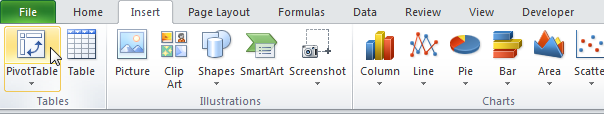 File Home Insert Page Layout Formulas Data Review View Developer
PivotTable Table Picture Clip Art Shapes SmartArt Screenshot Column Line Pie Bar Area Scatte
Tables Illustrations Charts